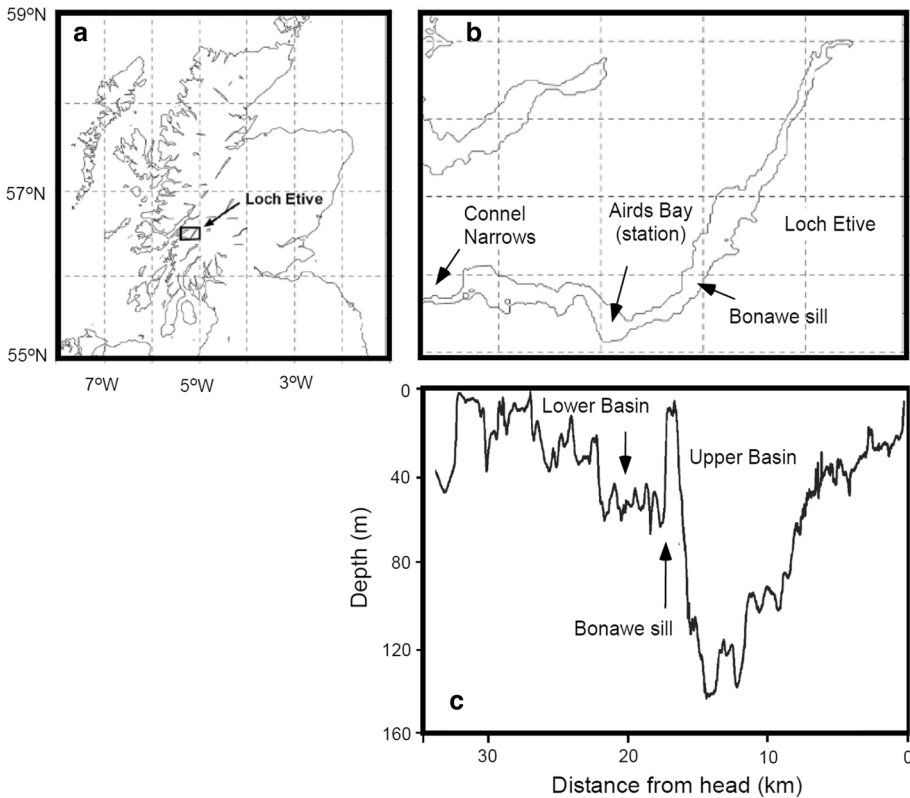 59ºN
a
57ºN
Loch Etive
55ºN
7ºW
5ºW
3ºW
b
Connel
Narrows
Airds Bay
(station)
Loch Etive
Bonawe sill
0
40
80
120
160
Depth (m)
Lower Basin
Upper Basin
Bonawe sill
c
30
20
10
0
Distance from head (km)